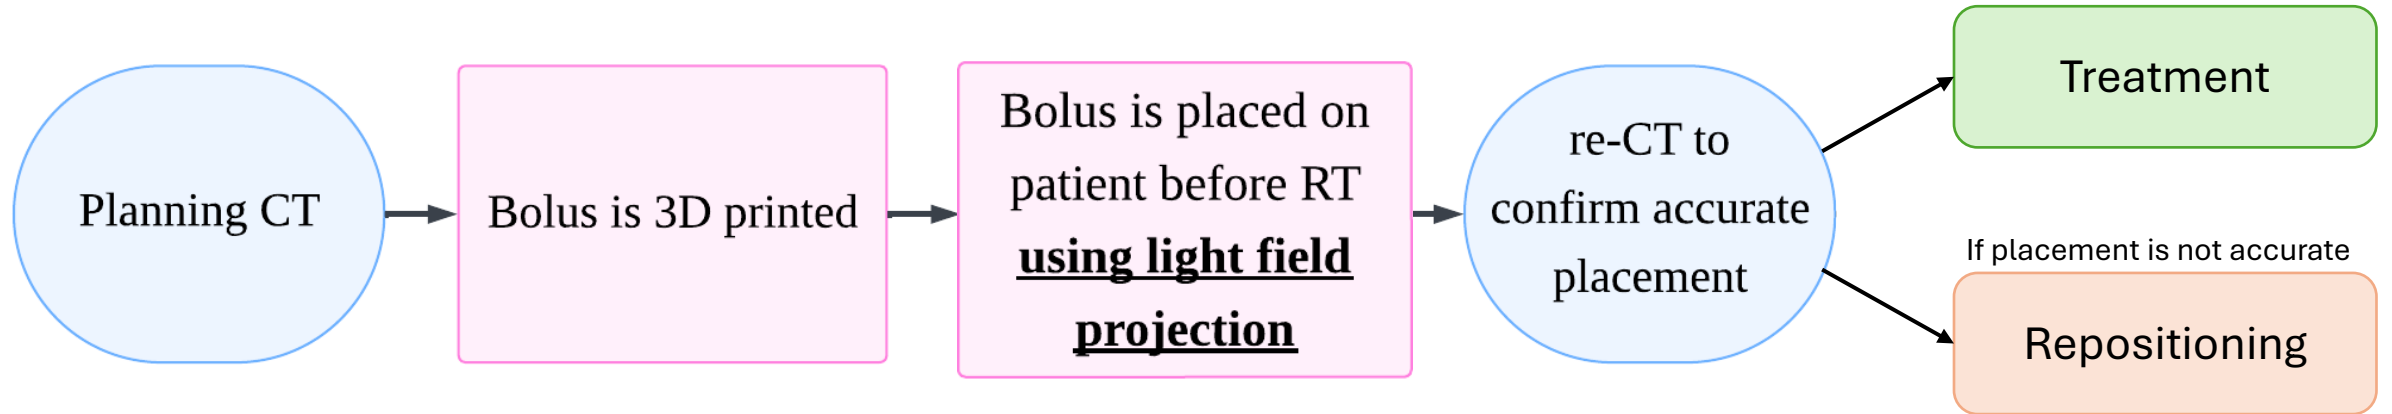 Planning CT
Bolus is 3D printed
Bolus is placed on
patient before RT
using light field
projection
re-CT to
confirm accurate
placement
Treatment
If placement is not accurate
Repositioning